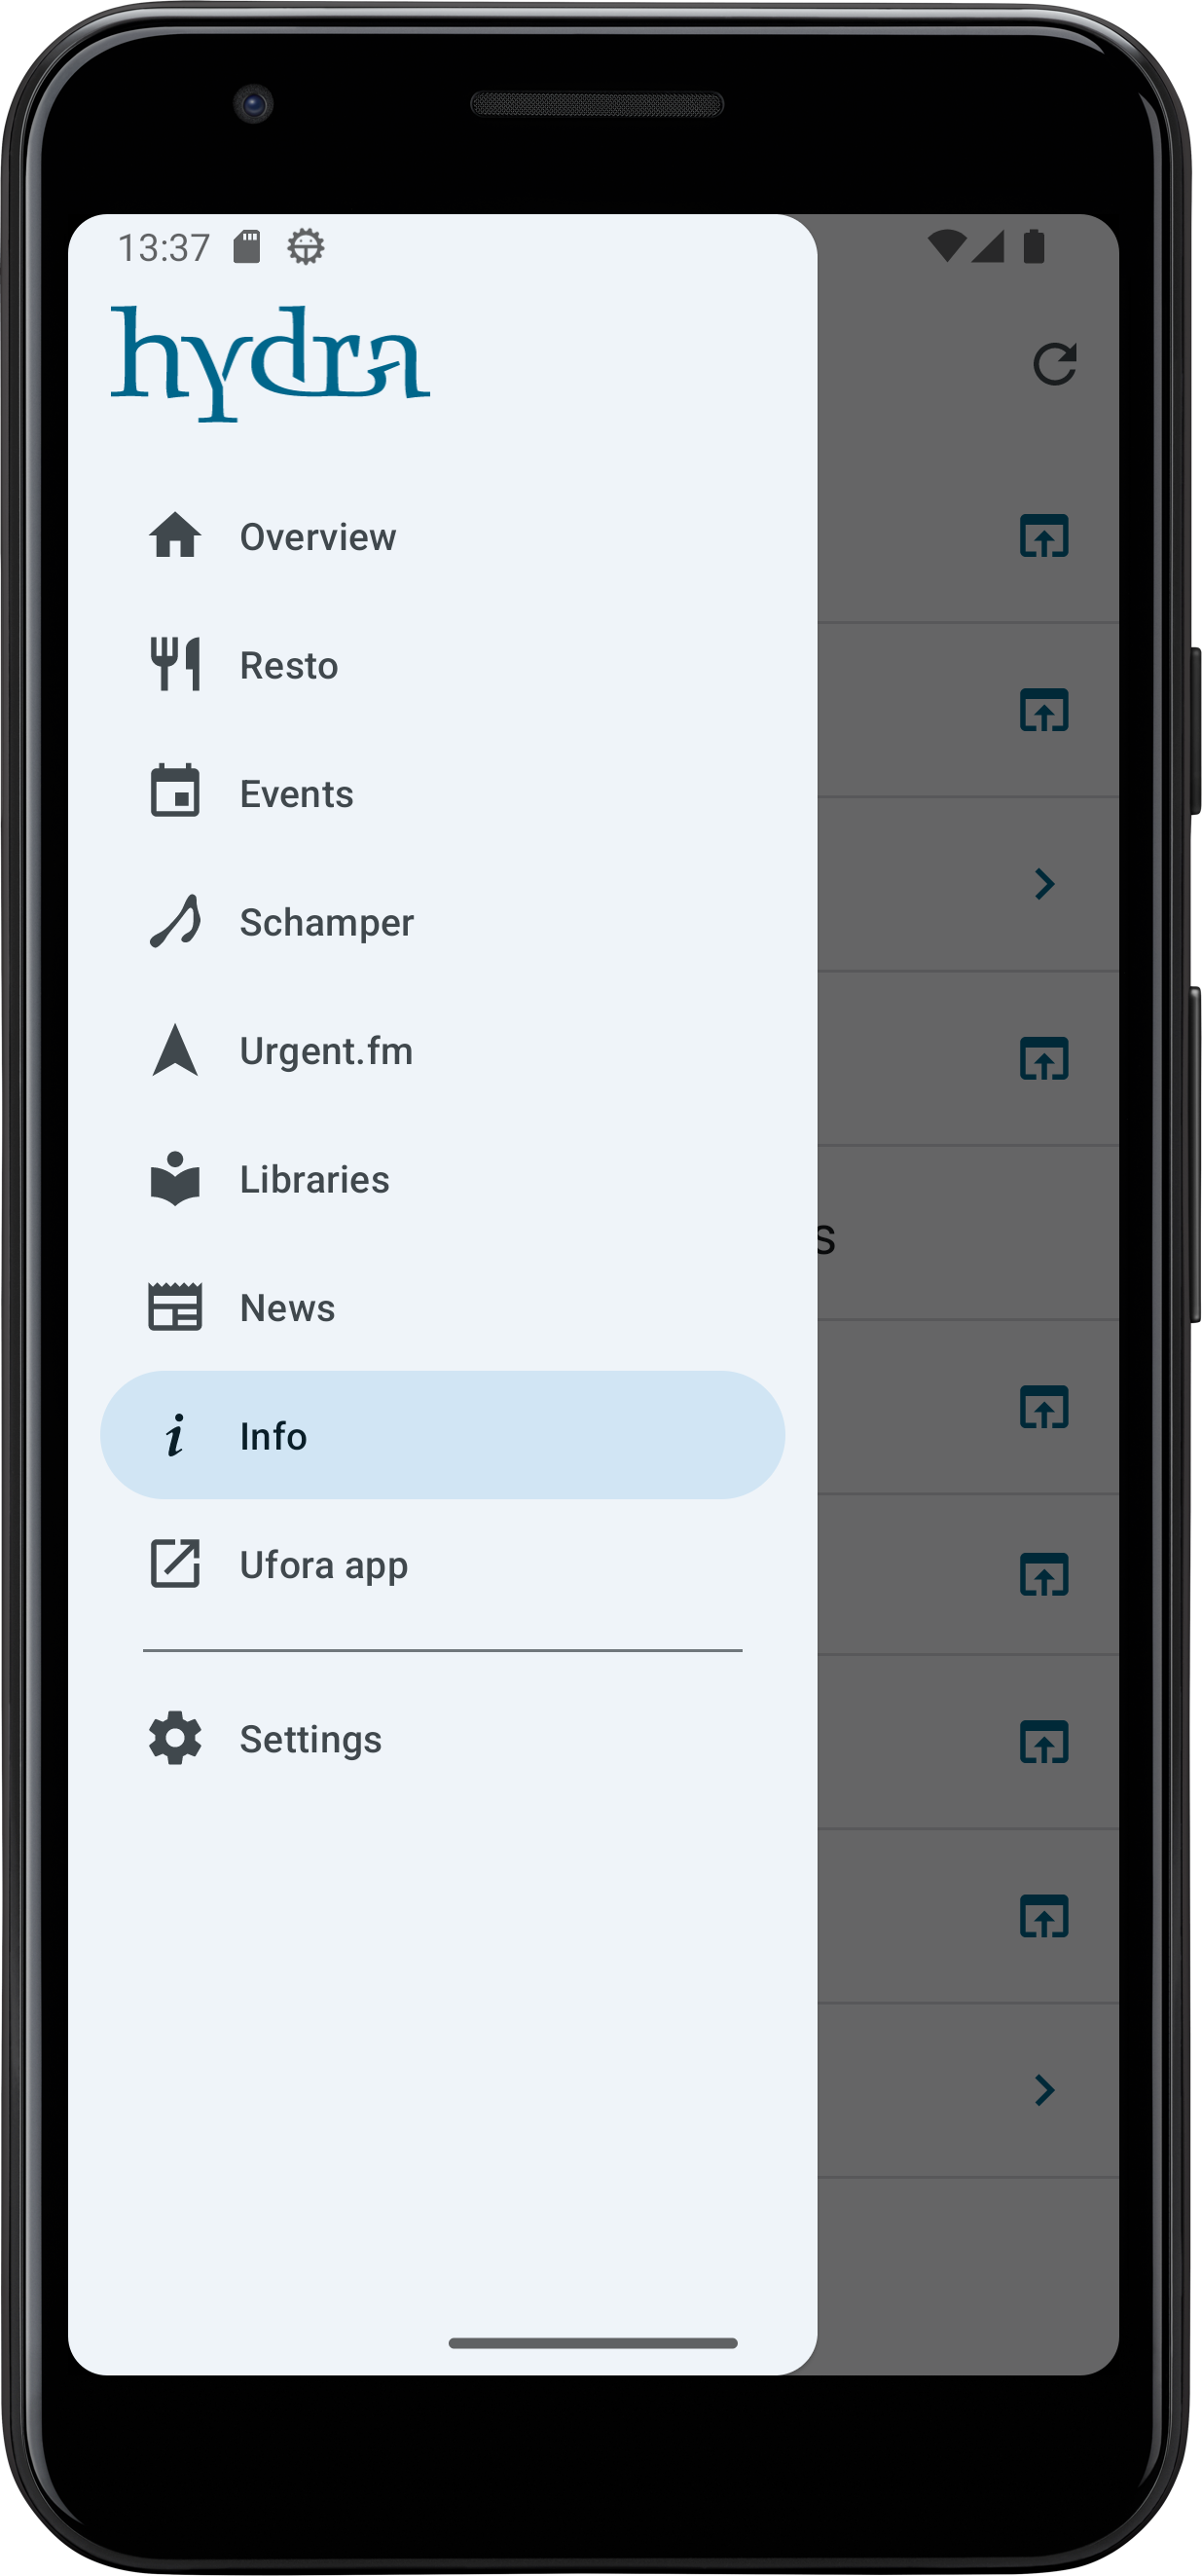 13:37
hydra
Overview
Resto
Events
Schamper
Urgent.fm
Libraries
s
News
Info
Ufora app
Settings